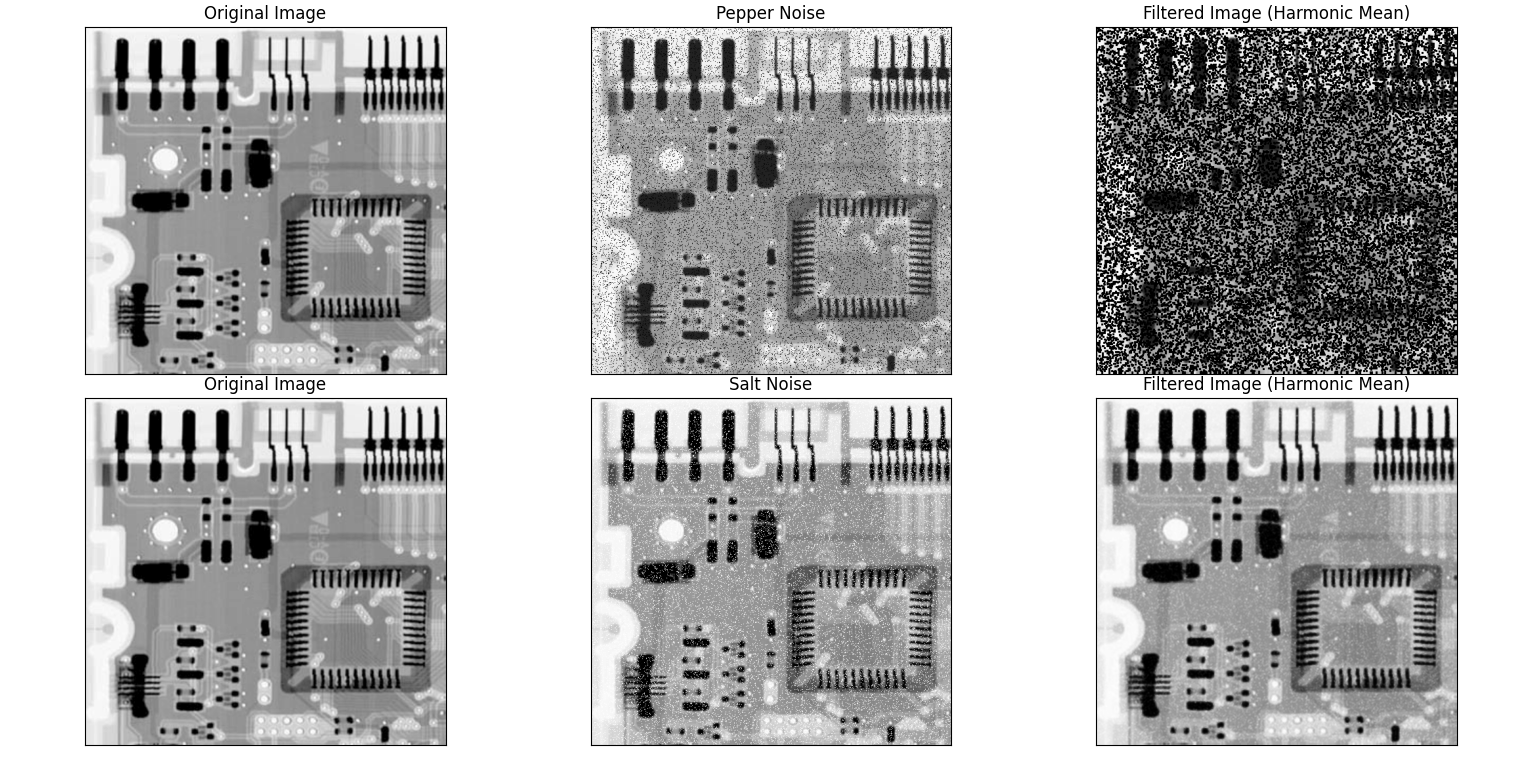 Original Image
Pepper Noise
Filtered Image (Harmonic Mean)
Original Image
Salt Noise
Filtered Image (Harmonic Mean)